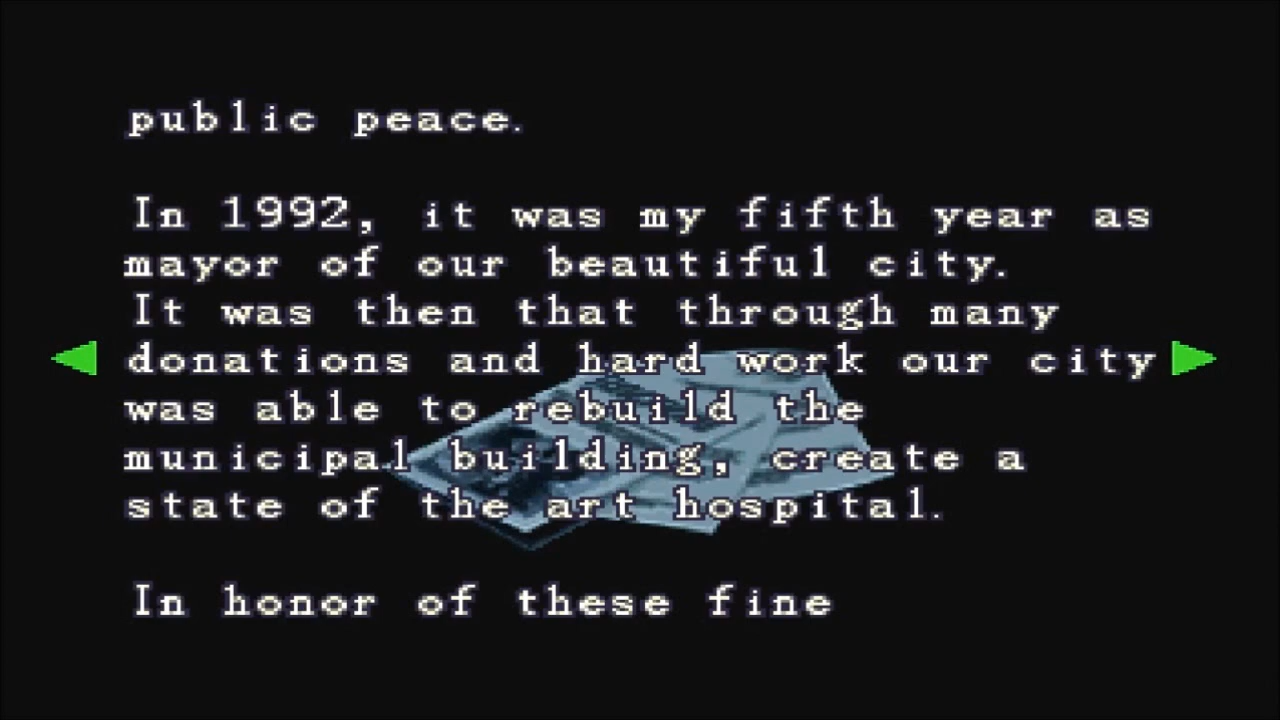 public peace.
In 1992, it was my fifth year as
mayor of our beautiful city.
It was then that through many
donations and hard work our city
was able to rebuild the
municipal building, create a
state of the art hospital.
In honor of these fine